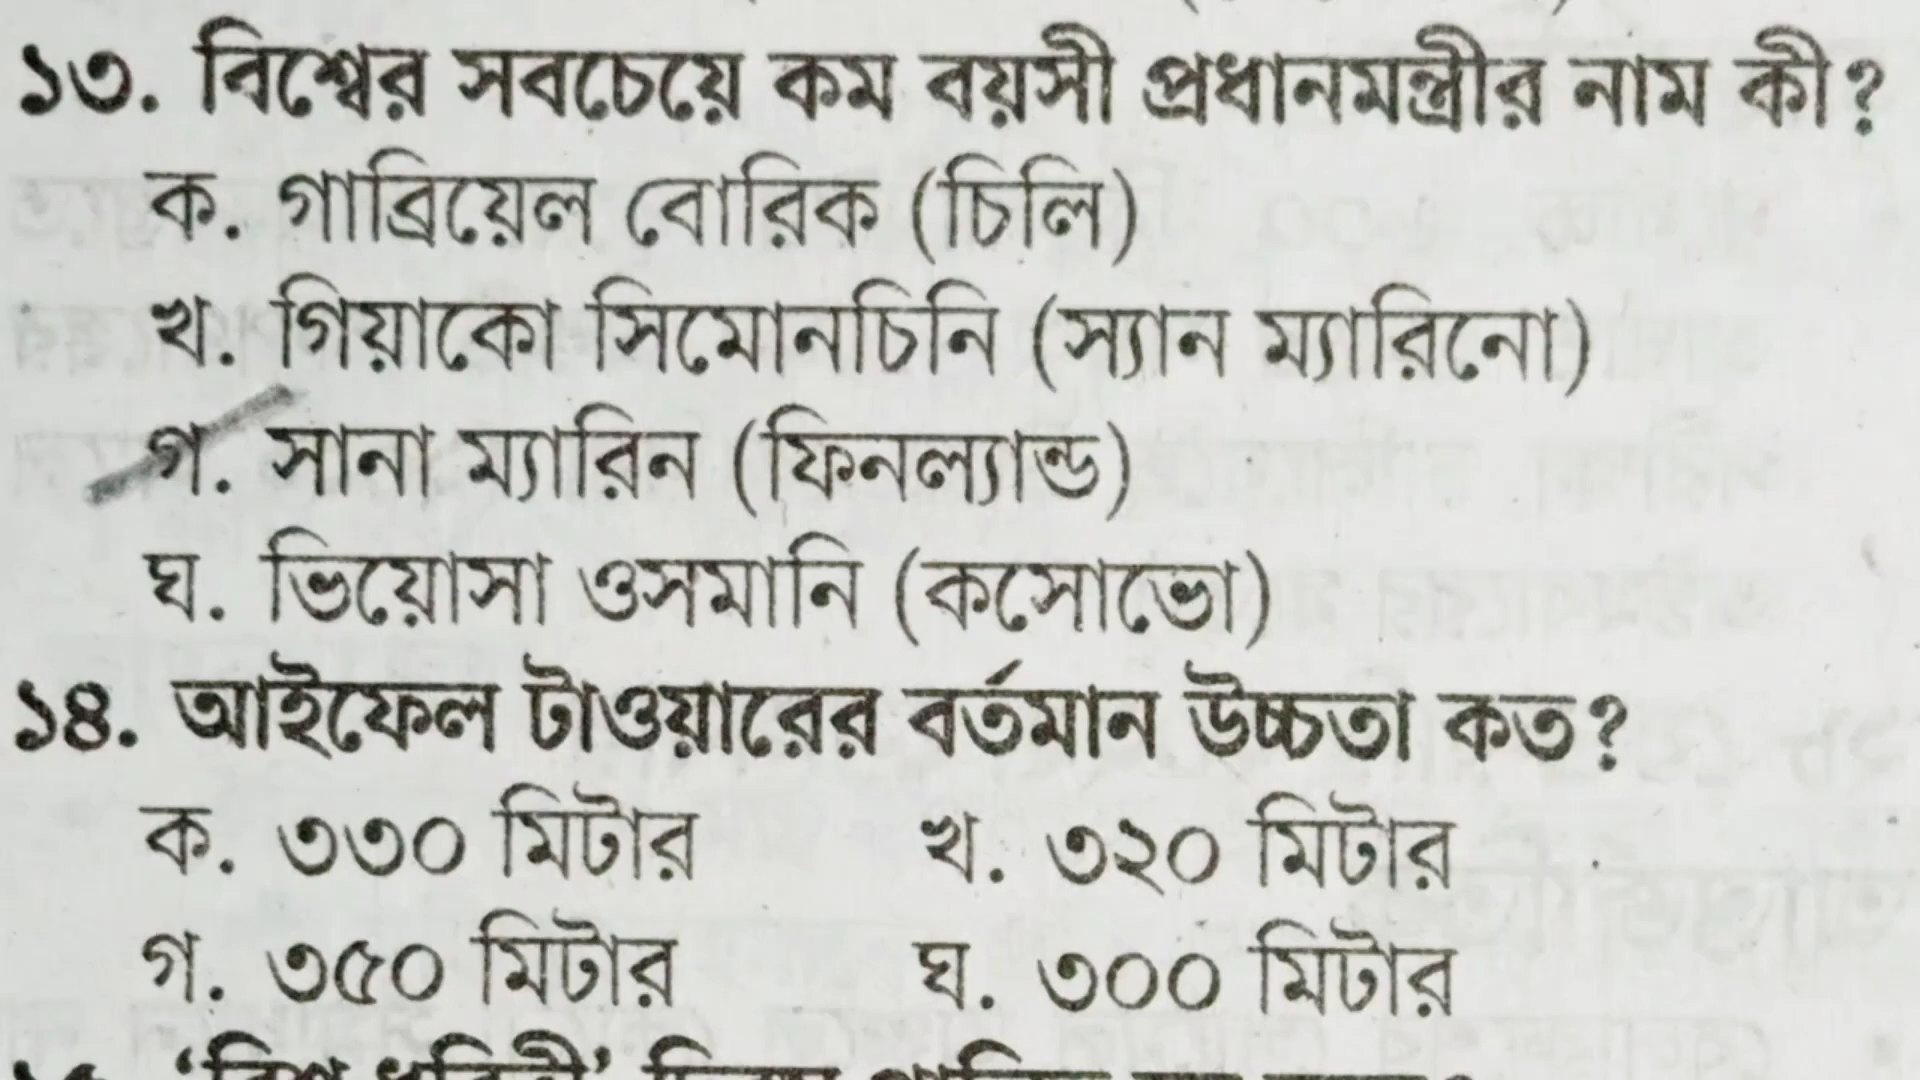 ১৩. বিশ্বের সবচেয়ে কম বয়সী প্রধানমন্ত্রীর নাম কী?
ক. গাব্রিয়েল বোরিক (চিলি)
খ. গিয়াকো সিমোনচিনি (স্যান ম্যারিনো)
গ. সানা ম্যারিন (ফিনল্যান্ড)
ঘ. ভিয়োসা ওসমানি (কসোভো)
১৪. আইফেল টাওয়ারের বর্তমান উচ্চতা কত?
ক. ৩৩০ মিটার খ. ৩২০ মিটার
গ. ৩৫০ মিটার ঘ. ৩০০ মিটার